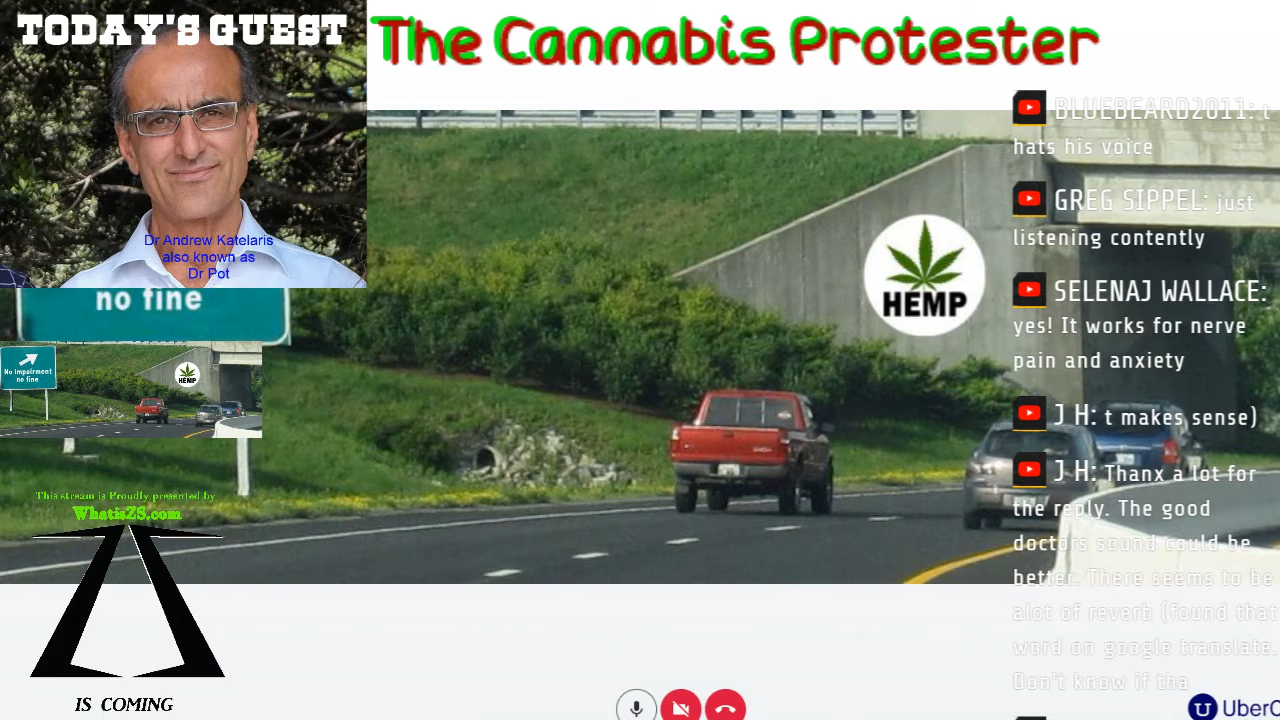 TODAY'S GUEST
The Cannabis Protester
Dr Andrew Katelaris
also known as
Dr Pot
no fine
No impairment
no fine
HEMP
HEMP
This stream is Proudly presented by
WhatisZS.com
IS COMING
BLUEBEARD2011: t
hats his voice
GREG SIPPEL: just
listening contently
SELENAJ WALLACE:
yes! It works for nerve
pain and anxiety
J H: t makes sense)
J H: Thanx a lot for
the reply. The good
doctors sound could be
better. There seems to be
alot of reverb (found that
word on google translate.
Don't know if tha
UberC